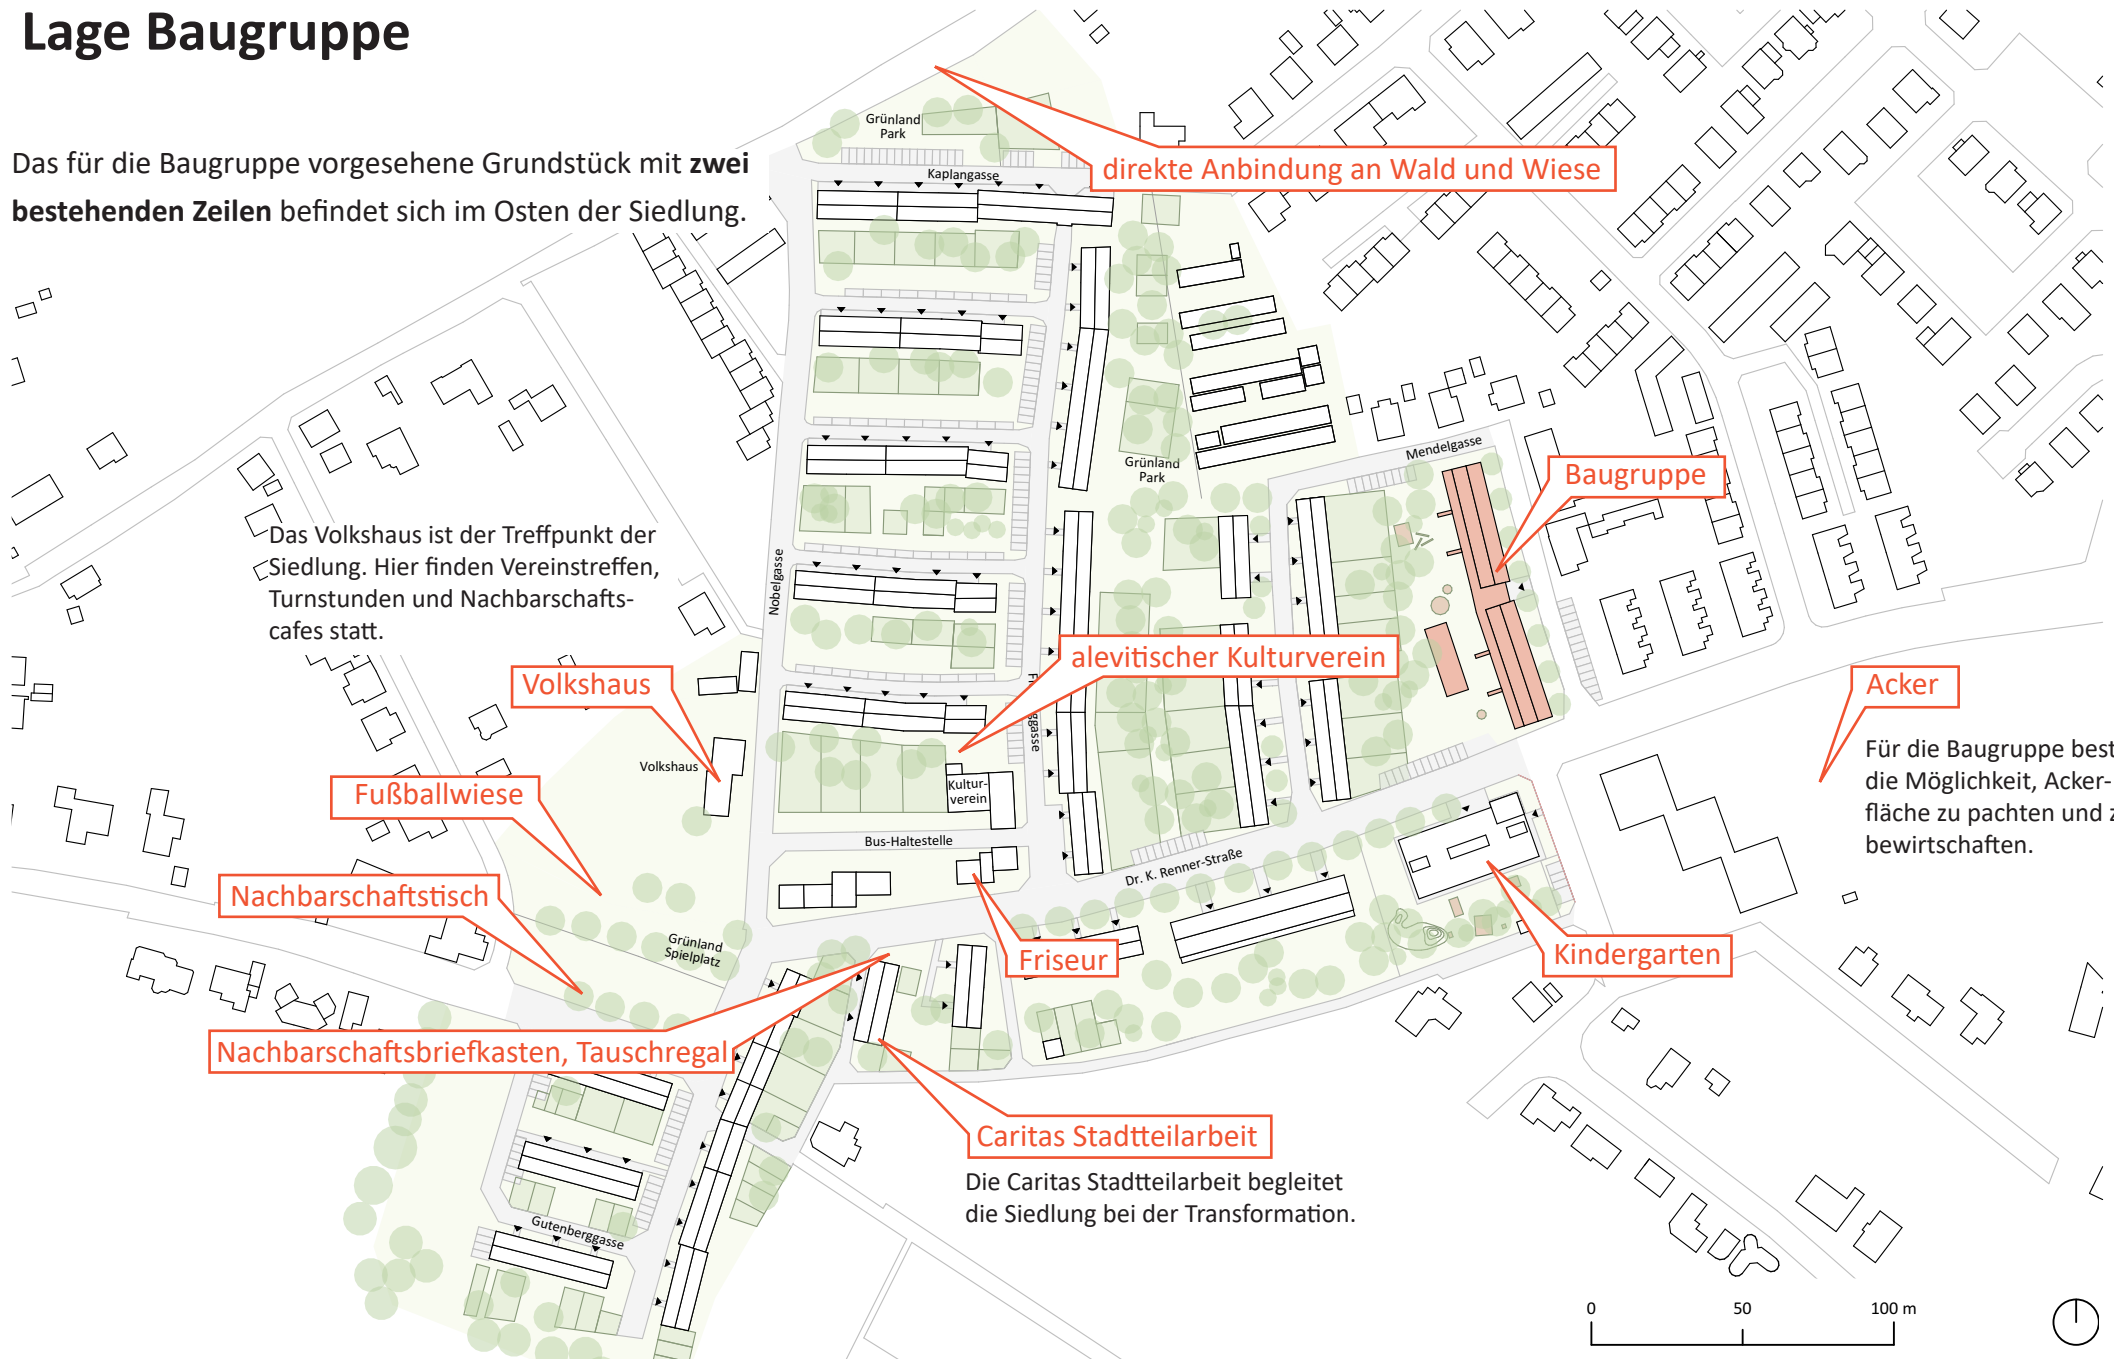 Lage Baugruppe
Das für die Baugruppe vorgesehene Grundstück mit zwei
bestehenden Zeilen befindet sich im Osten der Siedlung.
Grünland
Park
Kaplangasse
direkte Anbindung an Wald und Wiese
Mendelgasse
Grünland
Park
Baugruppe
Das Volkshaus ist der Treffpunkt der
Siedlung. Hier finden Vereinstreffen,
Turnstunden und Nachbarschafts-
cafes statt.
Nobelgasse
alevitischer Kulturverein
Volkshaus
Acker
Für die Baugruppe best
die Möglichkeit, Acker-
fläche zu pachten und z
bewirtschaften.
Volkshaus
Fußballwiese
Kultur-
verein
Bus-Haltestelle
Dr. K. Renner-Straße
Nachbarschaftstisch
Grünland
Spielplatz
Friseur
Kindergarten
Nachbarschaftsbriefkasten, Tauschregal
Caritas Stadtteilarbeit
Die Caritas Stadtteilarbeit begleitet
die Siedlung bei der Transformation.
Gutenberggasse
0 50 100 m